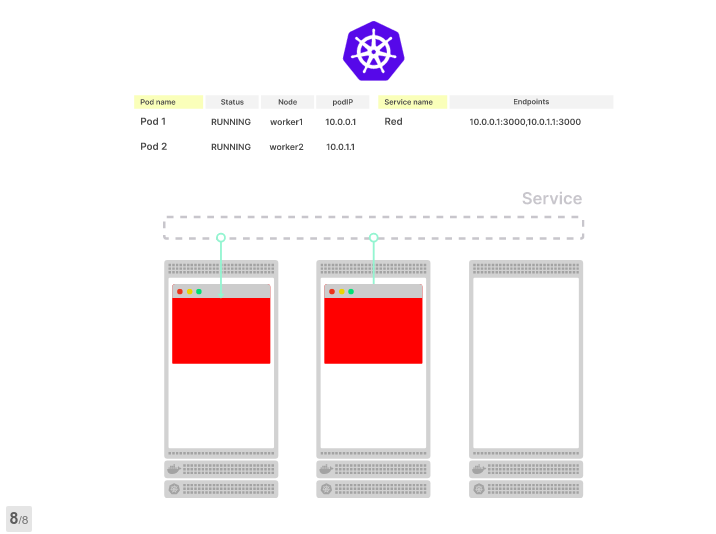 Pod name Status Node podIP Service name Endpoints
Pod 1 RUNNING worker1 10.0.0.1 Red 10.0.0.1:3000,10.0.1.1:3000
Pod 2 RUNNING worker2 10.0.1.1
Service
8/8